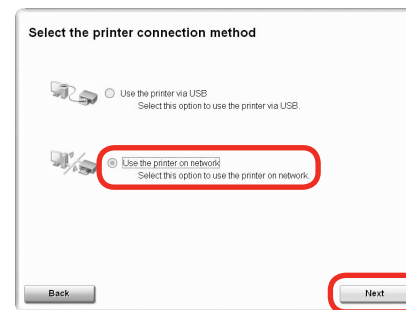 Select the printer connection method
Use the printer via USB
Select this option to use the printer via USB.
Use the printer on network
Select this option to use the printer on network.
Back
Next